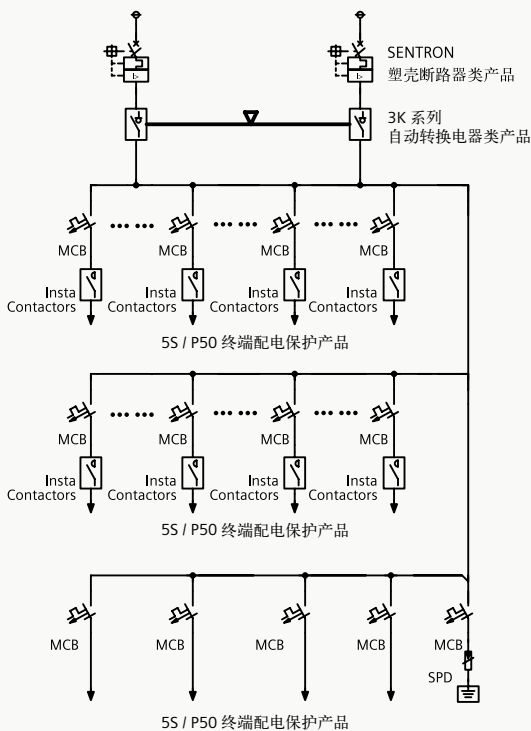 SENTRON
塑壳断路器类产品
I>
I>
3K 系列
自动转换电器类产品
MCB
MCB
MCB
MCB
Insta
Contactors
Insta
Contactors
Insta
Contactors
Insta
Contactors
5S / P50 终端配电保护产品
MCB
MCB
MCB
MCB
Insta
Contactors
Insta
Contactors
Insta
Contactors
Insta
Contactors
5S / P50 终端配电保护产品
MCB
MCB
MCB
MCB
MCB
SPD
5S / P50 终端配电保护产品